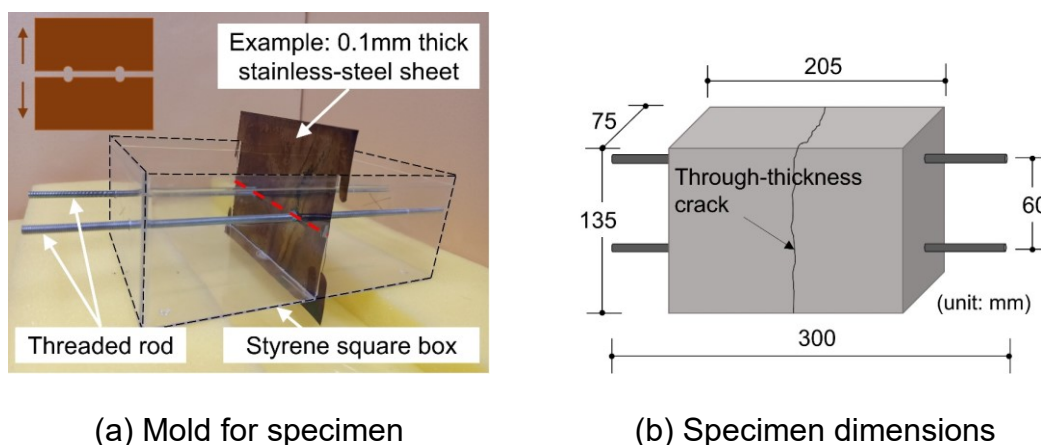 Example: 0.1mm thick
stainless-steel sheet
Threaded rod
Styrene square box
(a) Mold for specimen
205
75
Through-thickness
crack
135
60
(unit: mm)
300
(b) Specimen dimensions